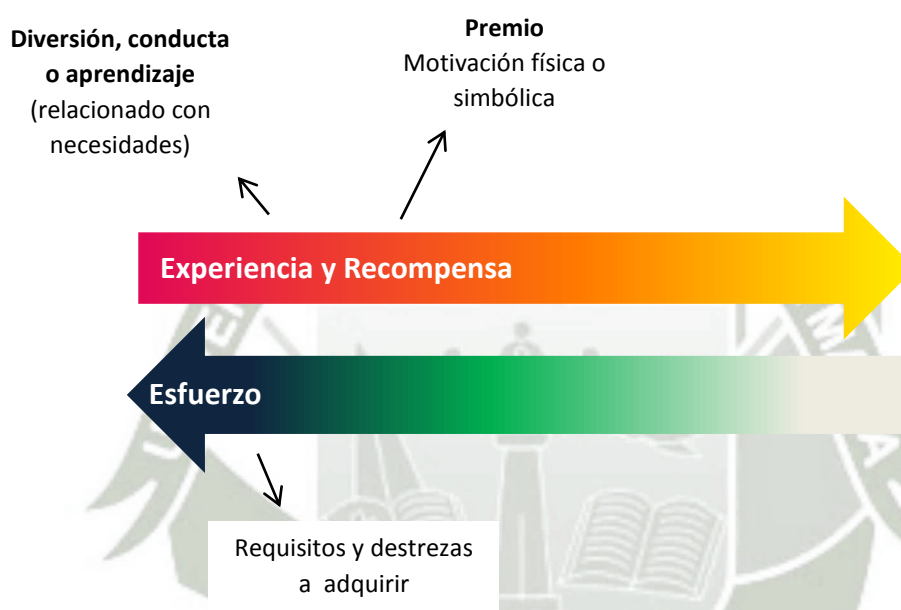 Diversión, conducta
o aprendizaje
(relacionado con
necesidades)
Premio
Motivación física o
simbólica
Experiencia y Recompensa
Esfuerzo
Requisitos y destrezas
a adquirir